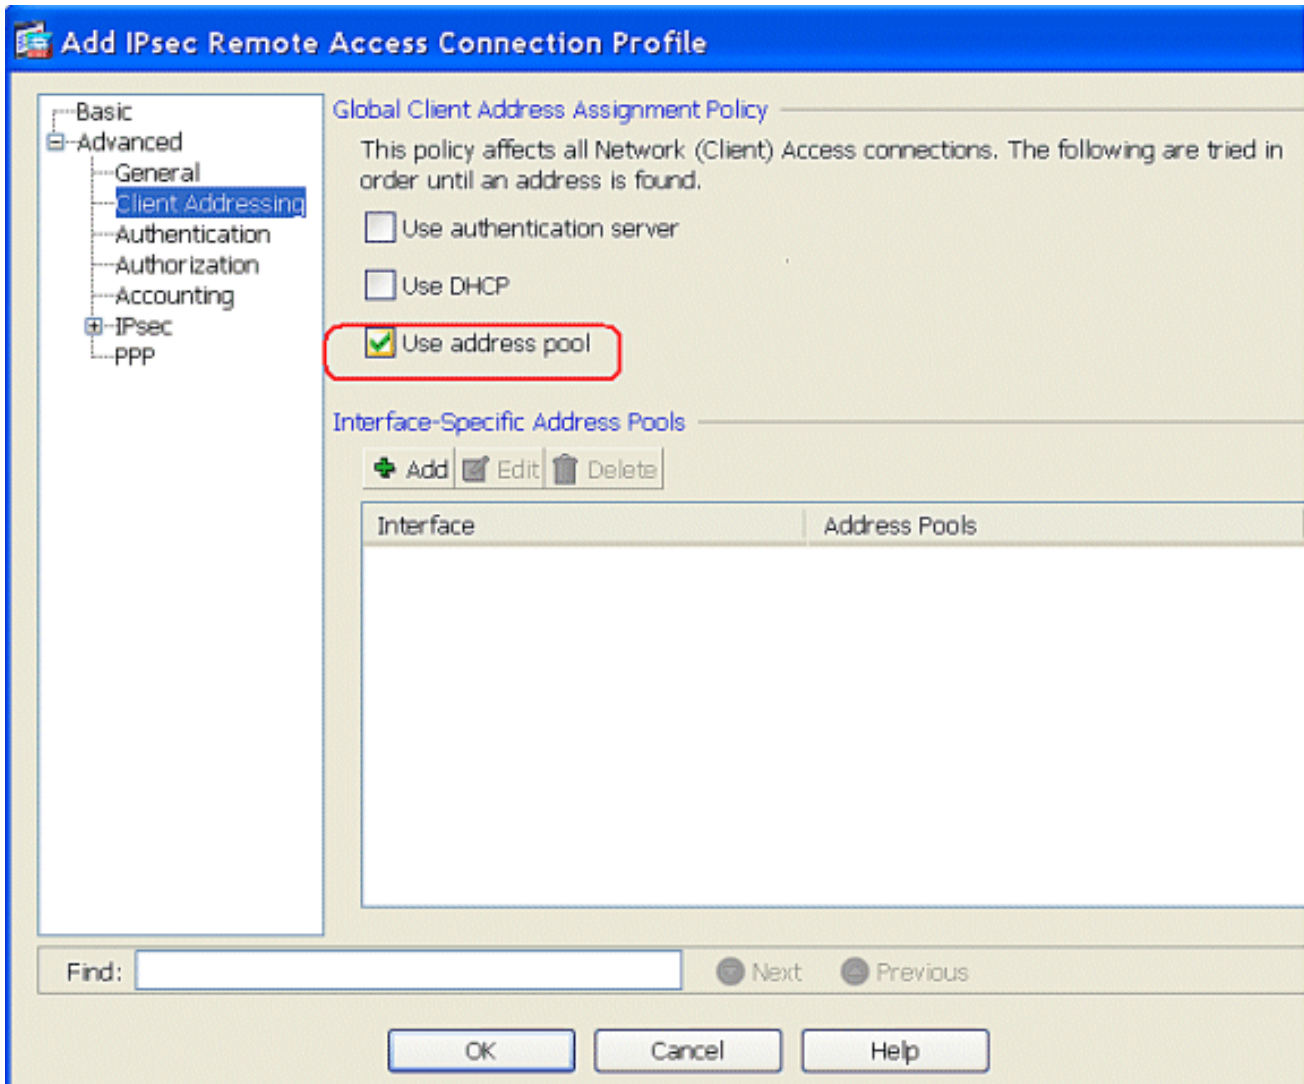 Add IPsec Remote Access Connection Profile
Basic
Advanced
General
Client Addressing
Authentication
Authorization
Accounting
IPsec
PPP
Global Client Address Assignment Policy
This policy affects all Network (Client) Access connections. The following are tried in
order until an address is found.
Use authentication server
Use DHCP
Use address pool
Interface-Specific Address Pools
Add Edit Delete
Interface Address Pools
Find: Next Previous
OK Cancel Help